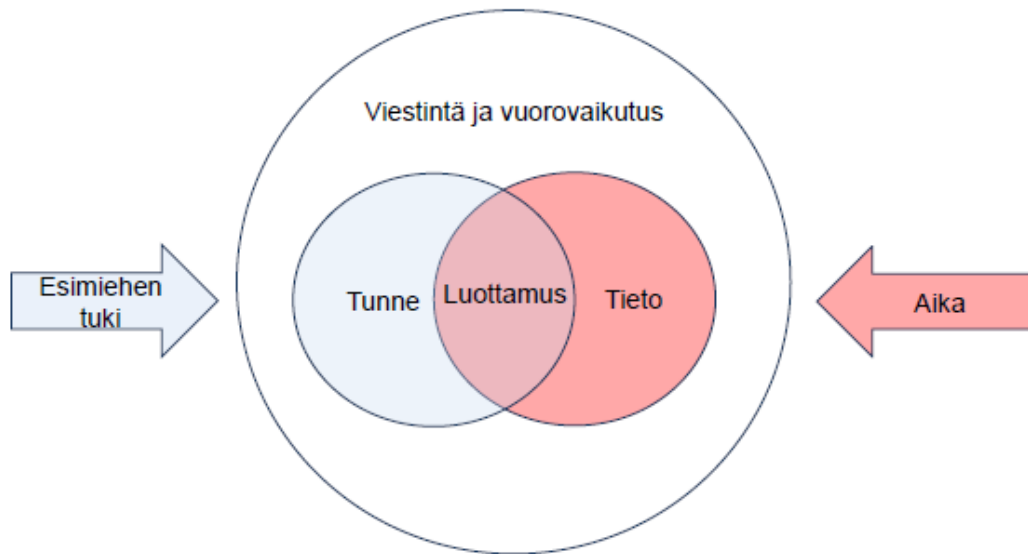 Viestintä ja vuorovaikutus
Esimiehen
tuki
Tunne
Luottamus
Tieto
Aika